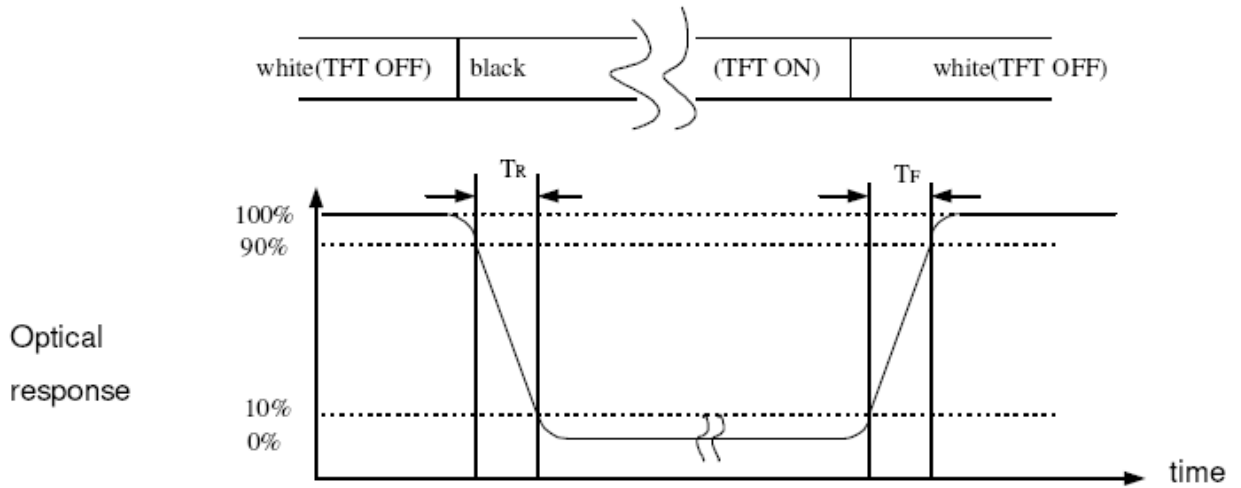 white(TFT OFF) black (TFT ON) white(TFT OFF)
TR TF
100%
90%
Optical
response
10%
0%
time